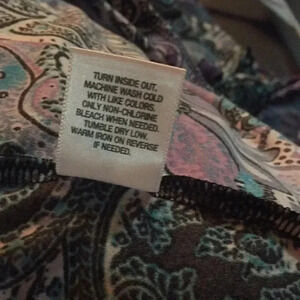 TURN INSIDE OUT.
MACHINE WASH COLD
WITH LIKE COLORS.
ONLY NON-CHLORINE
BLEACH WHEN NEEDED.
TUMBLE DRY LOW.
WARM IRON ON REVERSE
IF NEEDED.